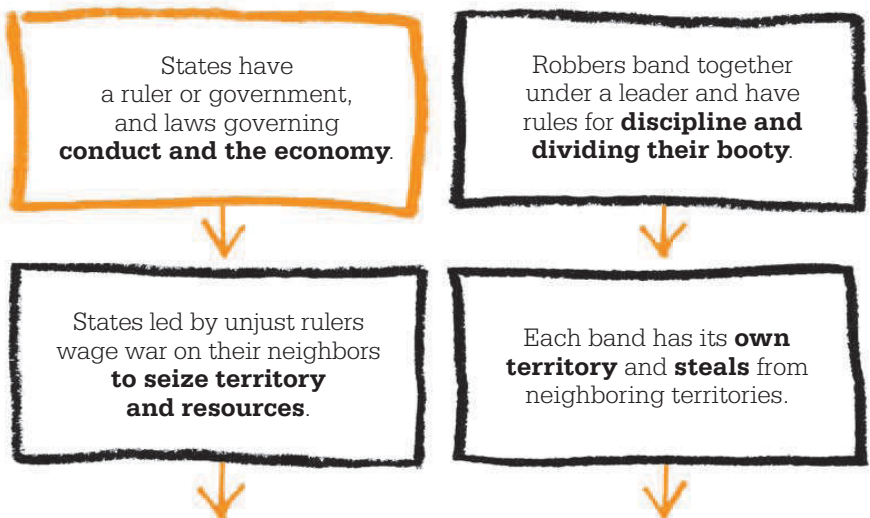 States have
a ruler or government,
and laws governing
conduct and the economy.
Robbers band together
under a leader and have
rules for discipline and
dividing their booty.
States led by unjust rulers
wage war on their neighbors
to seize territory
and resources.
Each band has its own
territory and steals from
neighboring territories.